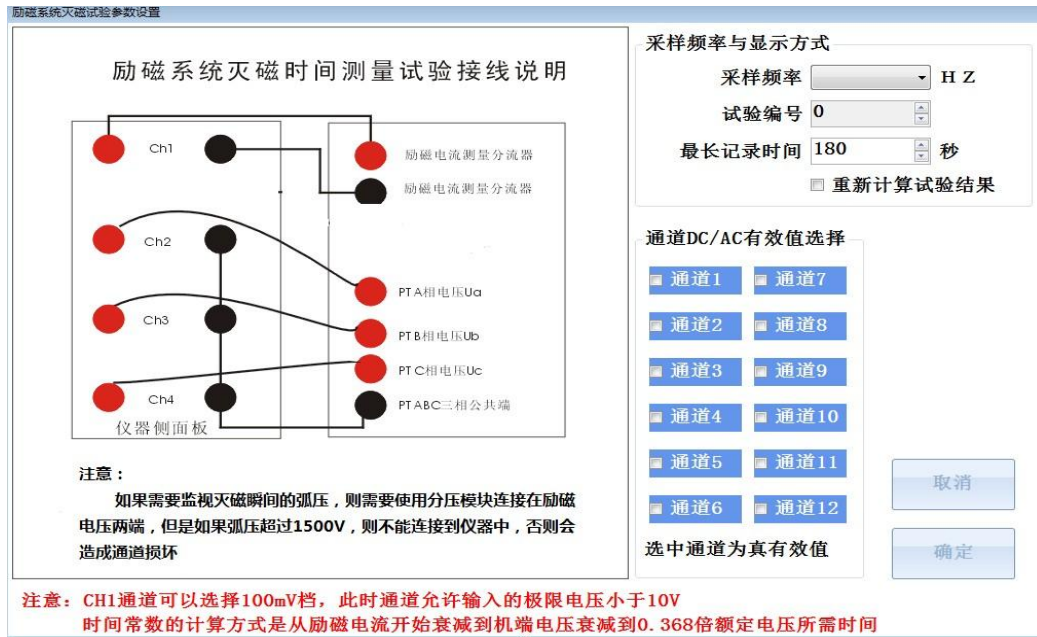 励磁系统灭磁试验参数设置
励磁系统灭磁时间测量试验接线说明
Ch1
励磁电流测量分流器
励磁电流测量分流器
Ch2
PT A相电压Ua
Ch3
PT B相电压Ub
PT C相电压Uc
Ch4
PT ABC三相公共端
仪器侧面板
注意：
如果需要监视灭磁瞬间的弧压，则需要使用分压模块连接在励磁
电压两端，但是如果弧压超过1500V，则不能连接到仪器中，否则会
造成通道损坏
采样频率与显示方式
采样频率 HZ
试验编号 0
最长记录时间 180 秒
重新计算试验结果
通道DC/AC有效值选择
通道1 通道7
通道2 通道8
通道3 通道9
通道4 通道10
通道5 通道11
通道6 通道12
选中通道为真有效值
取消
确定
注意：CH1通道可以选择100mV档，此时通道允许输入的极限电压小于10V
时间常数的计算方式是从励磁电流开始衰减到机端电压衰减到0.368倍额定电压所需时间